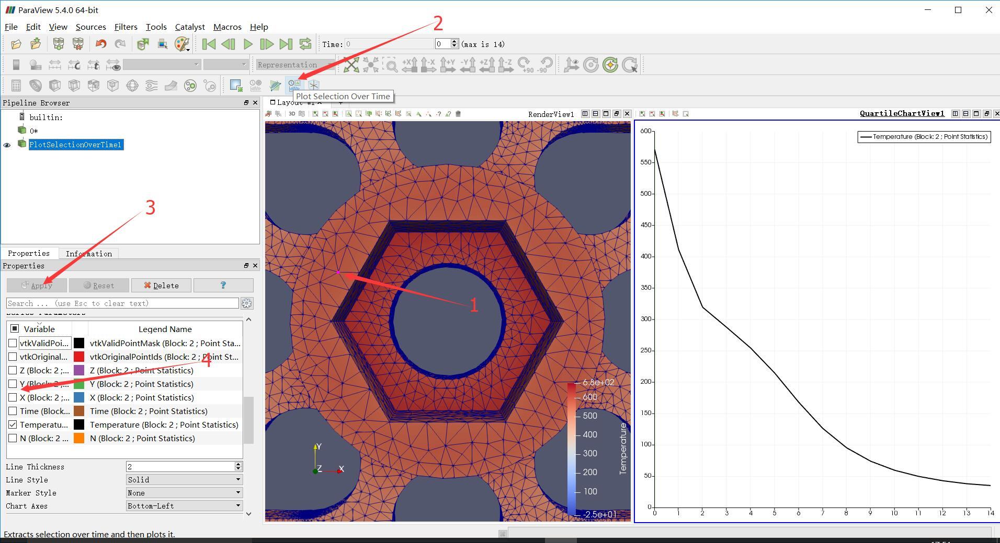 ParaView 5.4.0 64-bit
File Edit View Sources Filters Tools Catalyst Macros Help
2
Time: 0 0 (max is 14)
Representation
+X -X +Y -Y +Z -Z +90 -90
Plot Selection Over Time
Pipeline Browser
builtin:
0*
PlotSelectionOverTime1
3
Properties Information
Properties
Apply Reset Delete ?
Search ... (use Esc to clear text)
Series Parameters
Variable Legend Name
vtkValidPoi... vtkValidPointMask (Block: 2 ; Point Sta...
vtkOriginal... vtkOriginalPointIds (Block: 2 ; Point St...
4
Z (Block: 2 ;... Z (Block: 2 ; Point Statistics)
Y (Block: 2 ;... Y (Block: 2 ; Point Statistics)
X (Block: 2 ;... X (Block: 2 ; Point Statistics)
Time (Block... Time (Block: 2 ; Point Statistics)
Temperatu... Temperature (Block: 2 ; Point Statistics)
N (Block: 2 ... N (Block: 2 ; Point Statistics)
Line Thickness 2
Line Style Solid
Marker Style None
Chart Axes Bottom-Left
Extracts selection over time and then plots it.
Layout #1 × +
3D RenderView1
1
6.8e+02
600
500
400
300
200
100
-2.5e+01
Temperature
Y
Z X
QuartileChartView1
Temperature (Block: 2 ; Point Statistics)
600
550
500
450
400
350
300
250
200
150
100
50
0
0 1 2 3 4 5 6 7 8 9 10 11 12 13 14